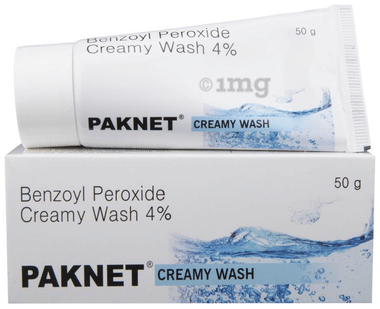 Benzoyl Peroxide
Creamy Wash 4%
50 g
1mg
PAKNET® CREAMY WASH
Benzoyl Peroxide
Creamy Wash 4%
50 g
PAKNET® CREAMY WASH